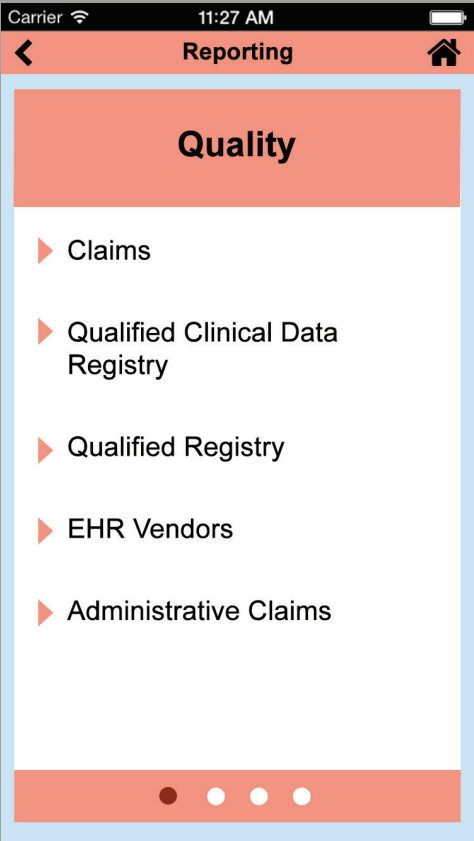 Carrier 11:27 AM
Reporting
Quality
Claims
Qualified Clinical Data
Registry
Qualified Registry
EHR Vendors
Administrative Claims